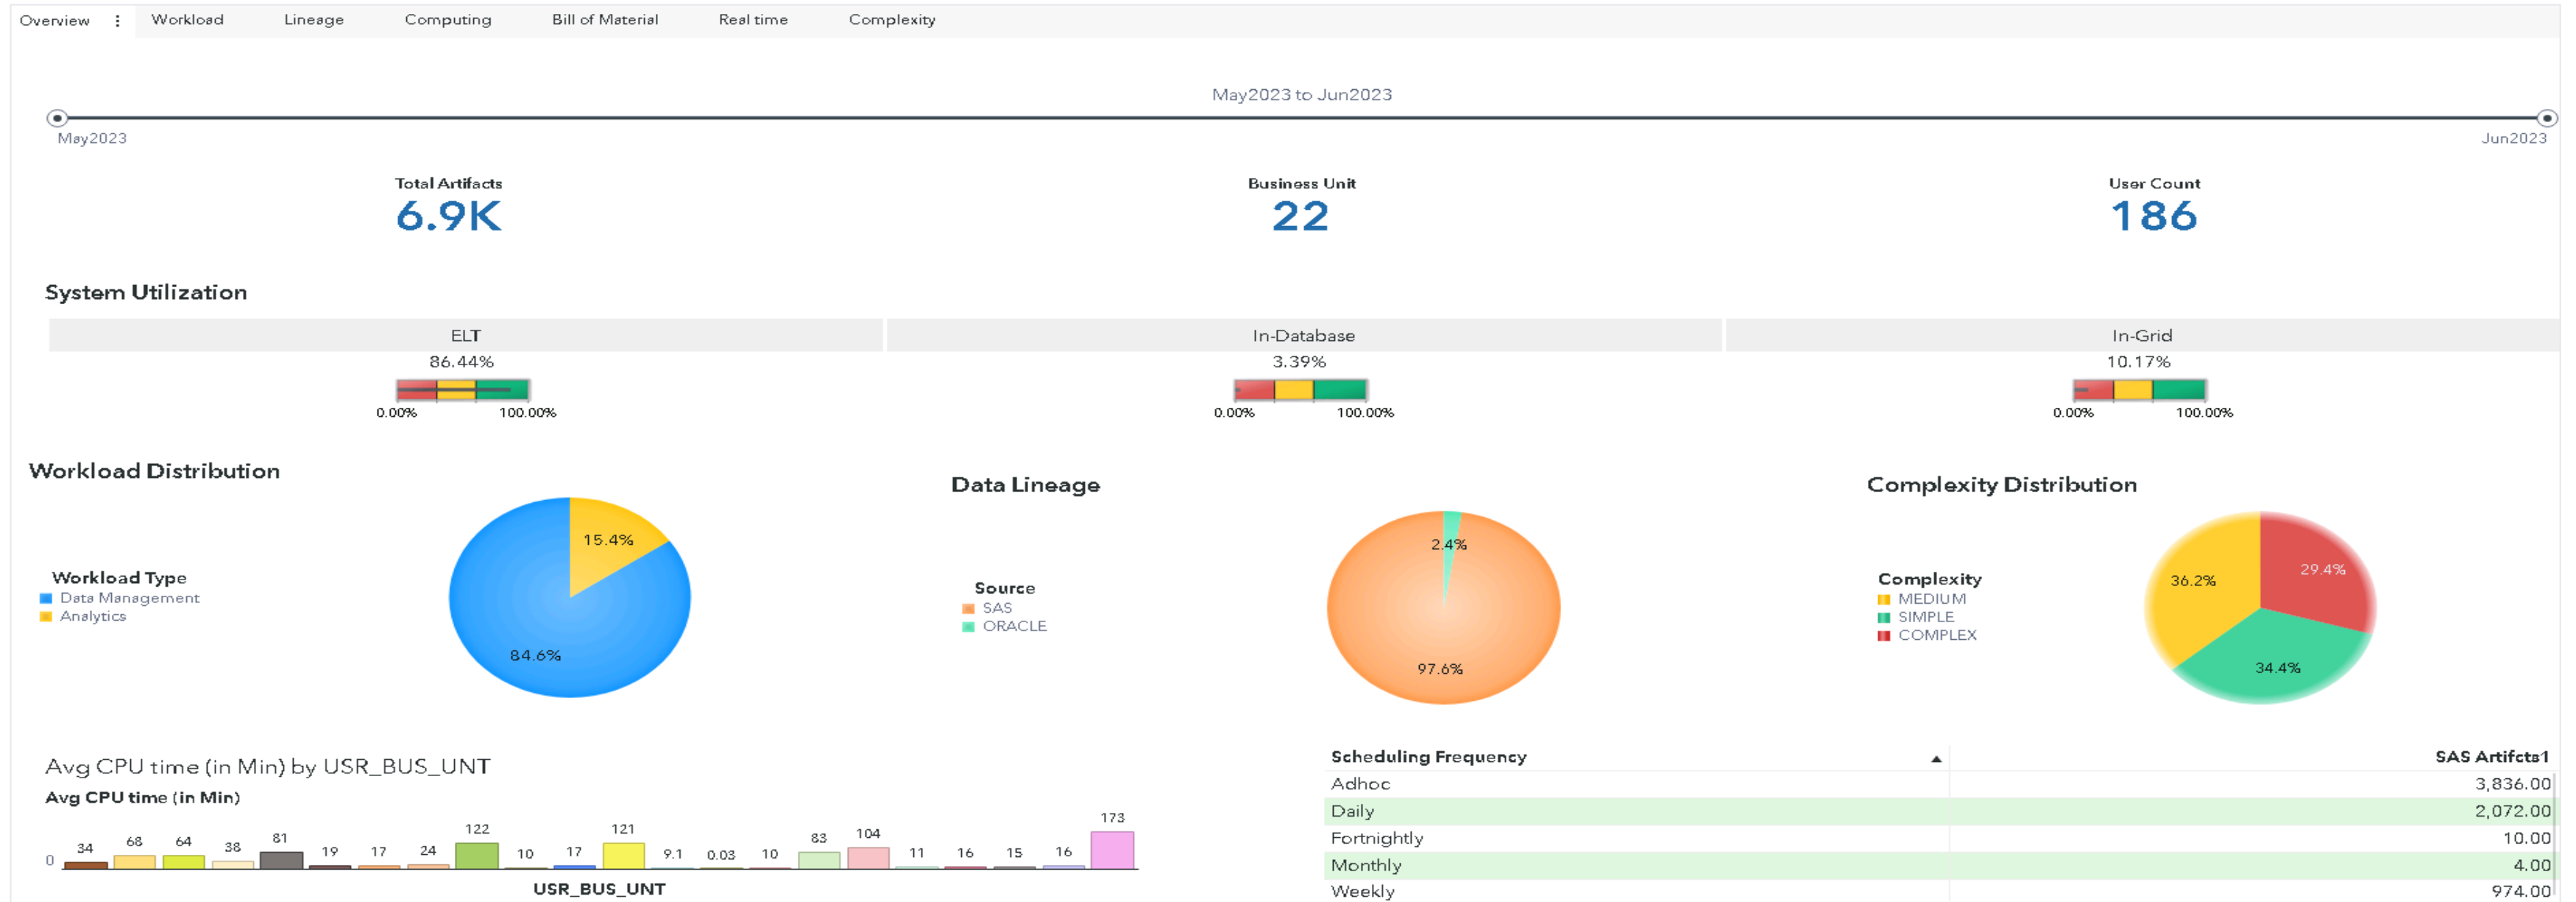 Overview Workload Lineage Computing Bill of Material Real time Complexity
May2023 to Jun2023
May2023 Jun2023
Total Artifacts Business Unit User Count
6.9K 22 186
System Utilization
ELT In-Database In-Grid
86.44% 3.39% 10.17%
0.00% 100.00% 0.00% 100.00% 0.00% 100.00%
Workload Distribution
Workload Type
Data Management
Analytics
15.4%
84.6%
Data Lineage
Source
SAS
ORACLE
2.4%
97.6%
Complexity Distribution
Complexity
MEDIUM
SIMPLE
COMPLEX
36.2%
29.4%
34.4%
Avg CPU time (in Min) by USR_BUS_UNT
Avg CPU time (in Min)
0 34 68 64 38 81 19 17 24 122 10 17 121 9.1 0.03 10 83 104 11 16 15 16 173
USR_BUS_UNT
Scheduling Frequency SAS Artifcts1
Adhoc 3,836.00
Daily 2,072.00
Fortnightly 10.00
Monthly 4.00
Weekly 974.00